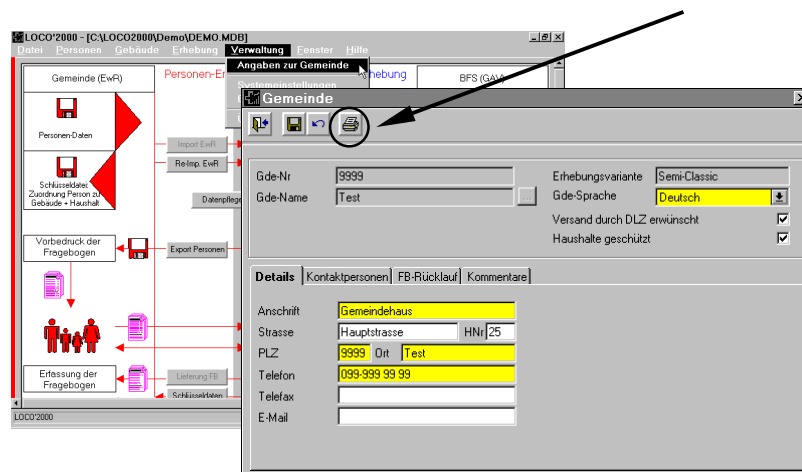 LOCO'2000 - [C:\LOCO2000\Demo\DEMO.MDB]
Datei Personen Gebäude Erhebung Verwaltung Fenster Hilfe
Angaben zur Gemeinde
Systemeinstellungen
Gemeinde (EwR)
Personen-Er
hebung
BFS (GAV)
Personen-Daten
Import EwR
Re-Imp. EwR
Schlüsseldatei:
Zuordnung Person zu
Gebäude + Haushalt
Datenpflege
Vorbedruck der
Fragebogen
Export Personen
Erfassung der
Fragebogen
Lieferung FB
Schlüsseldaten
LOCO'2000
Gemeinde
Gde-Nr 9999
Erhebungsvariante Semi-Classic
Gde-Name Test ...
Gde-Sprache Deutsch
Versand durch DLZ erwünscht
Haushalte geschützt
Details Kontaktpersonen FB-Rücklauf Kommentare
Anschrift Gemeindehaus
Strasse Hauptstrasse HNr 25
PLZ 9999 Ort Test
Telefon 099-999 99 99
Telefax
E-Mail